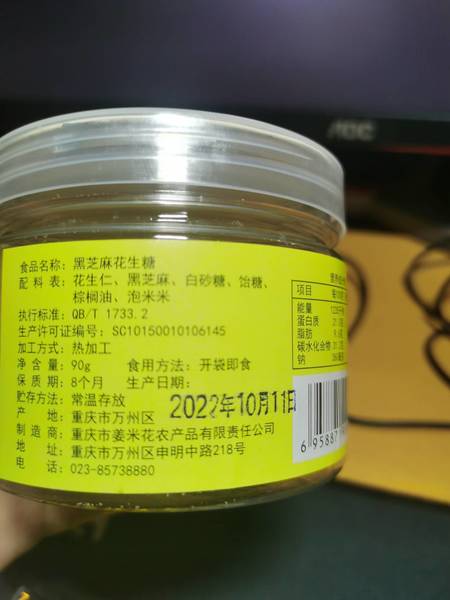 AOC
食品名称：黑芝麻花生糖
配 料 表：花生仁、黑芝麻、白砂糖、饴糖、
棕榈油、泡米米
执行标准：QB/T 1733.2
生产许可证编号：SC10150010106145
加工方式：热加工
净 含 量：90g 食用方法：开袋即食
保 质 期：8个月 生产日期：
贮存方法：常温存放 2022年10月11日
产 地：重庆市万州区
制 造 商：重庆市姜米花农产品有限责任公司
地 址：重庆市万州区申明中路218号
电 话：023-85738880
项目
能量
蛋白质
脂肪
碳水化合物
钠
6 95887